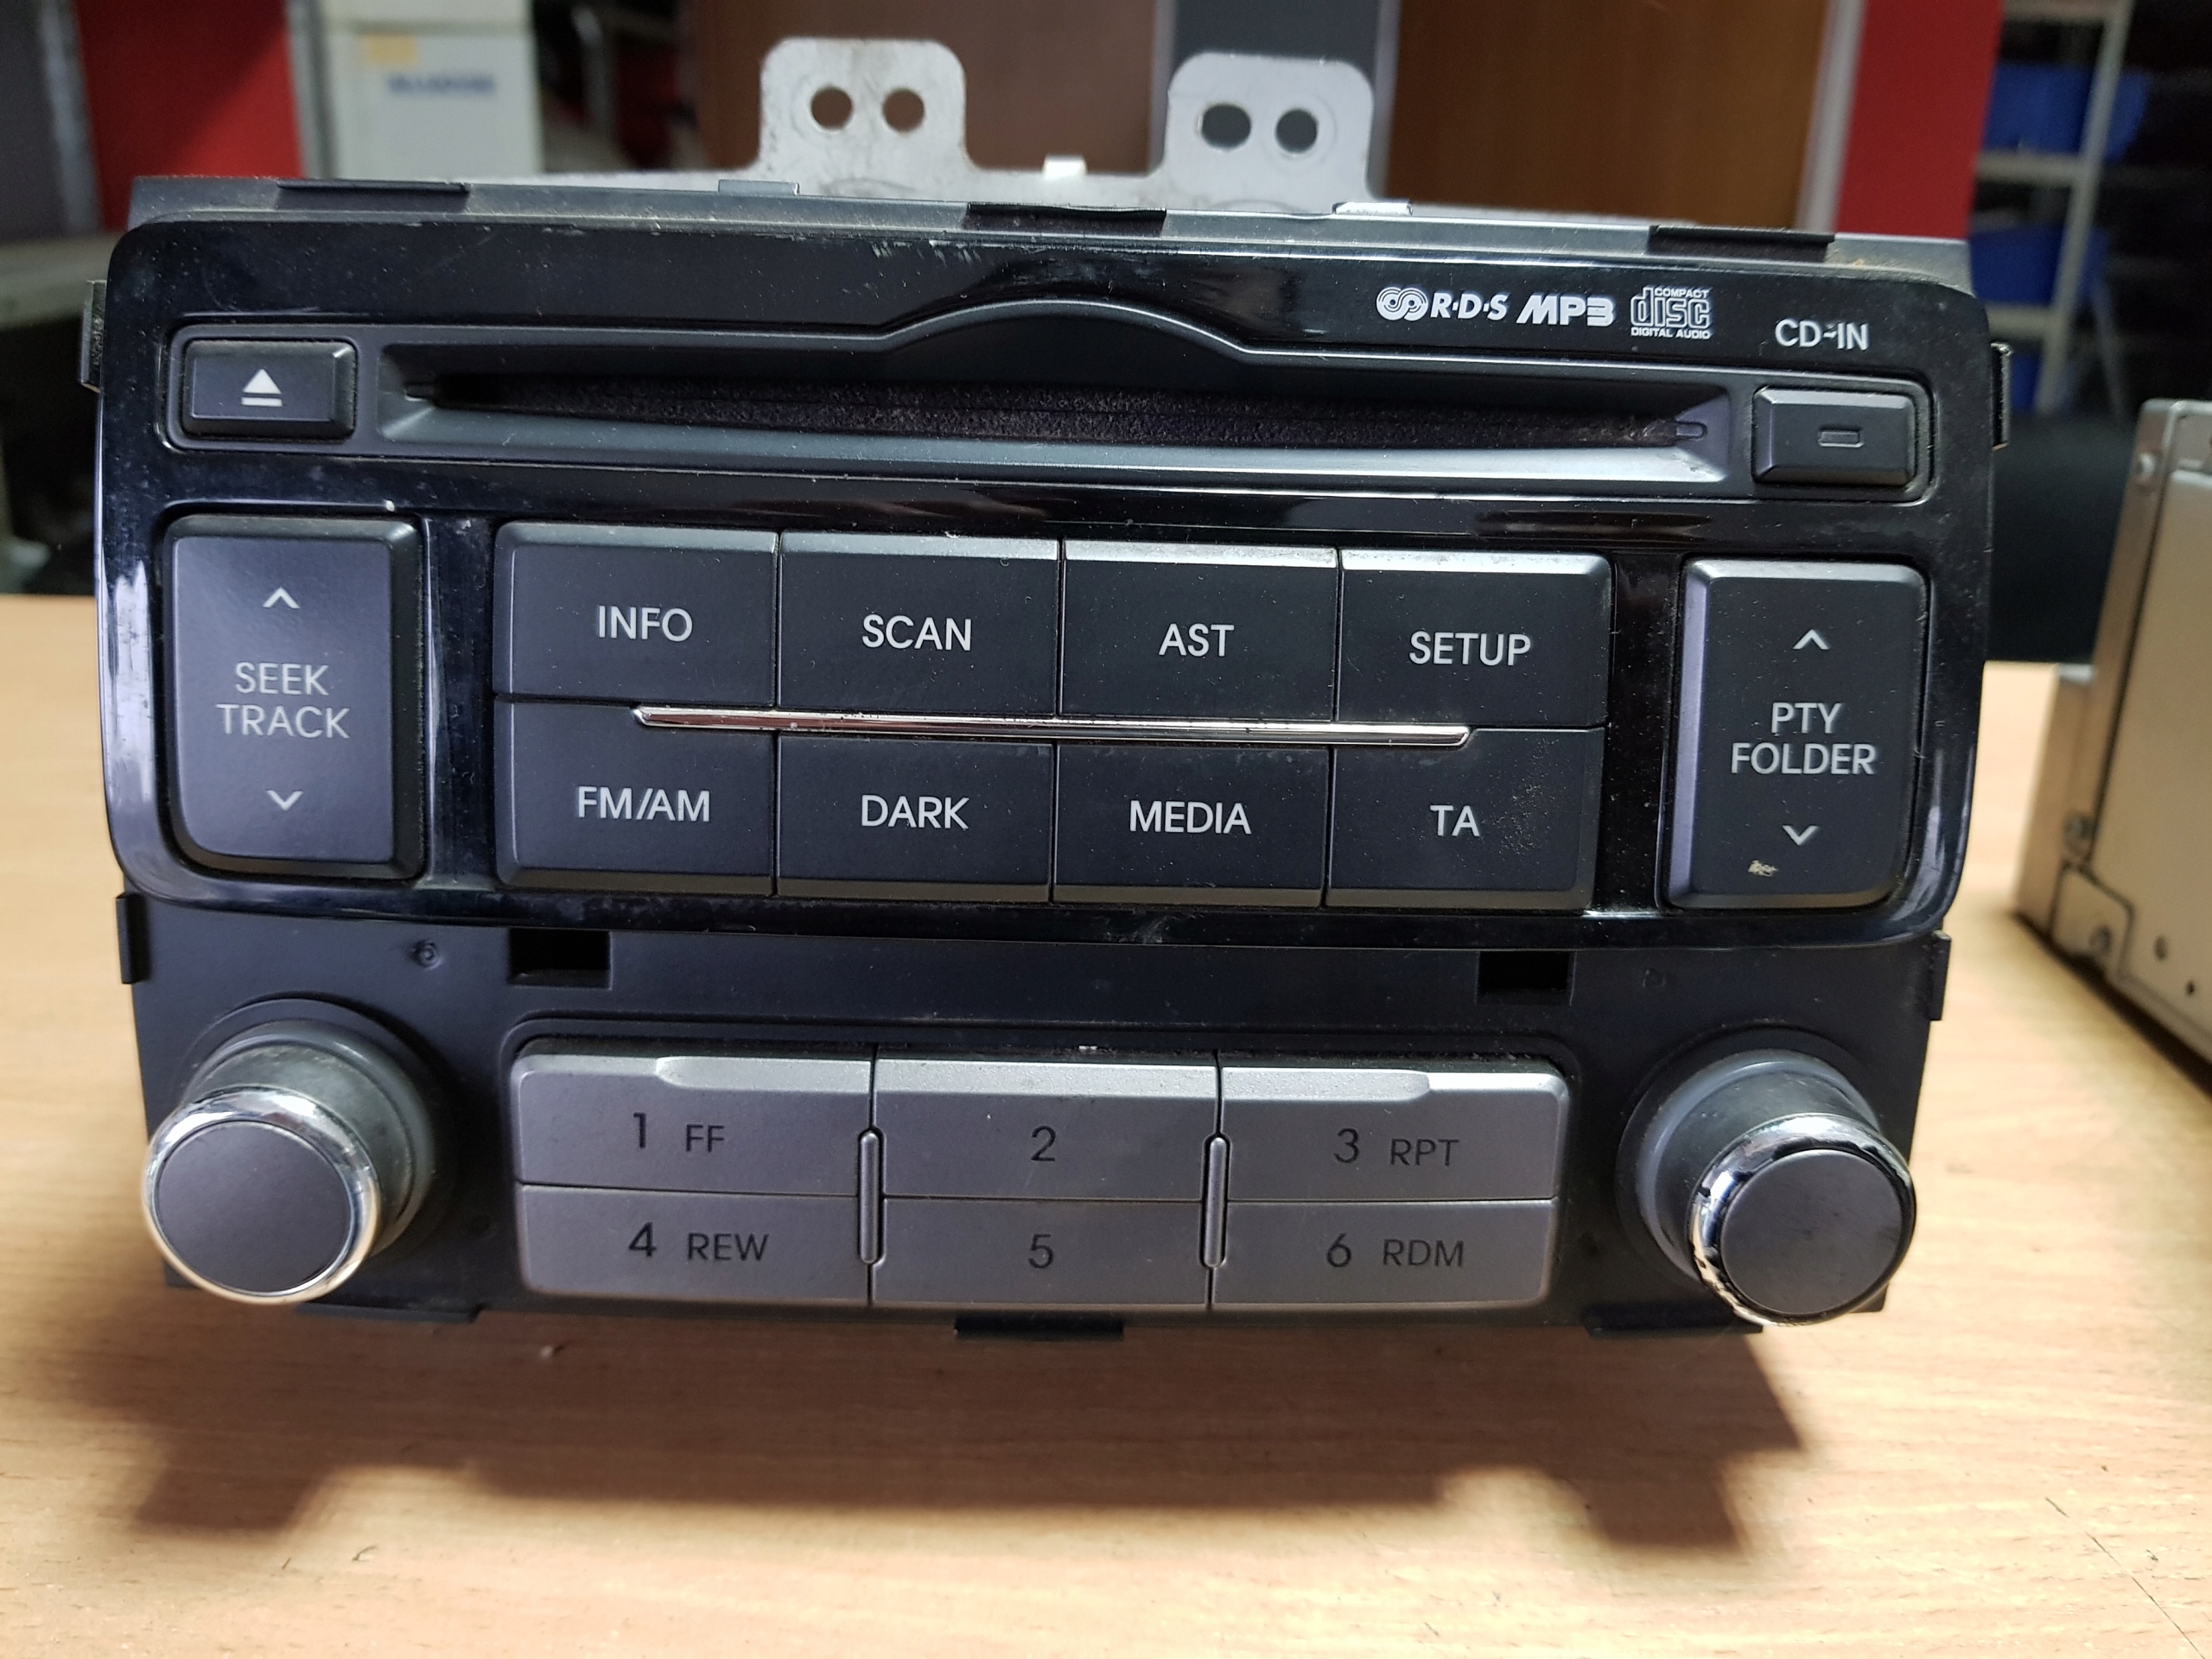 R·D·S MP3 COMPACT disc DIGITAL AUDIO
CD-IN
SEEK
TRACK
INFO SCAN AST SETUP
FM/AM DARK MEDIA TA
PTY
FOLDER
1 FF 2 3 RPT
4 REW 5 6 RDM